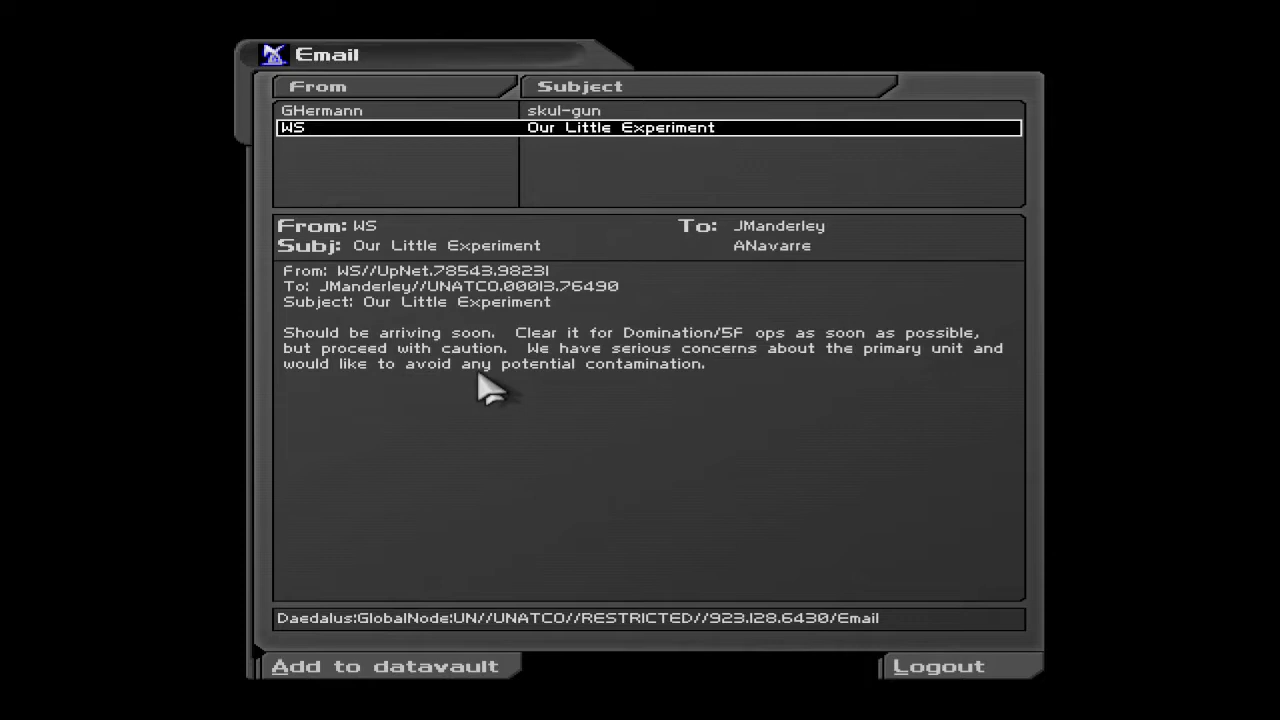 Email
From Subject
GHermann skul-gun
WS Our Little Experiment
From: WS To: JManderley
Subj: Our Little Experiment ANavarre
From: WS//UpNet.78543.98231
To: JManderley//UNATCO.00013.76490
Subject: Our Little Experiment
Should be arriving soon. Clear it for Domination/5F ops as soon as possible,
but proceed with caution. We have serious concerns about the primary unit and
would like to avoid any potential contamination.
Daedalus:GlobalNode:UN//UNATCO//RESTRICTED//923.128.6430/Email
Add to datavault Logout